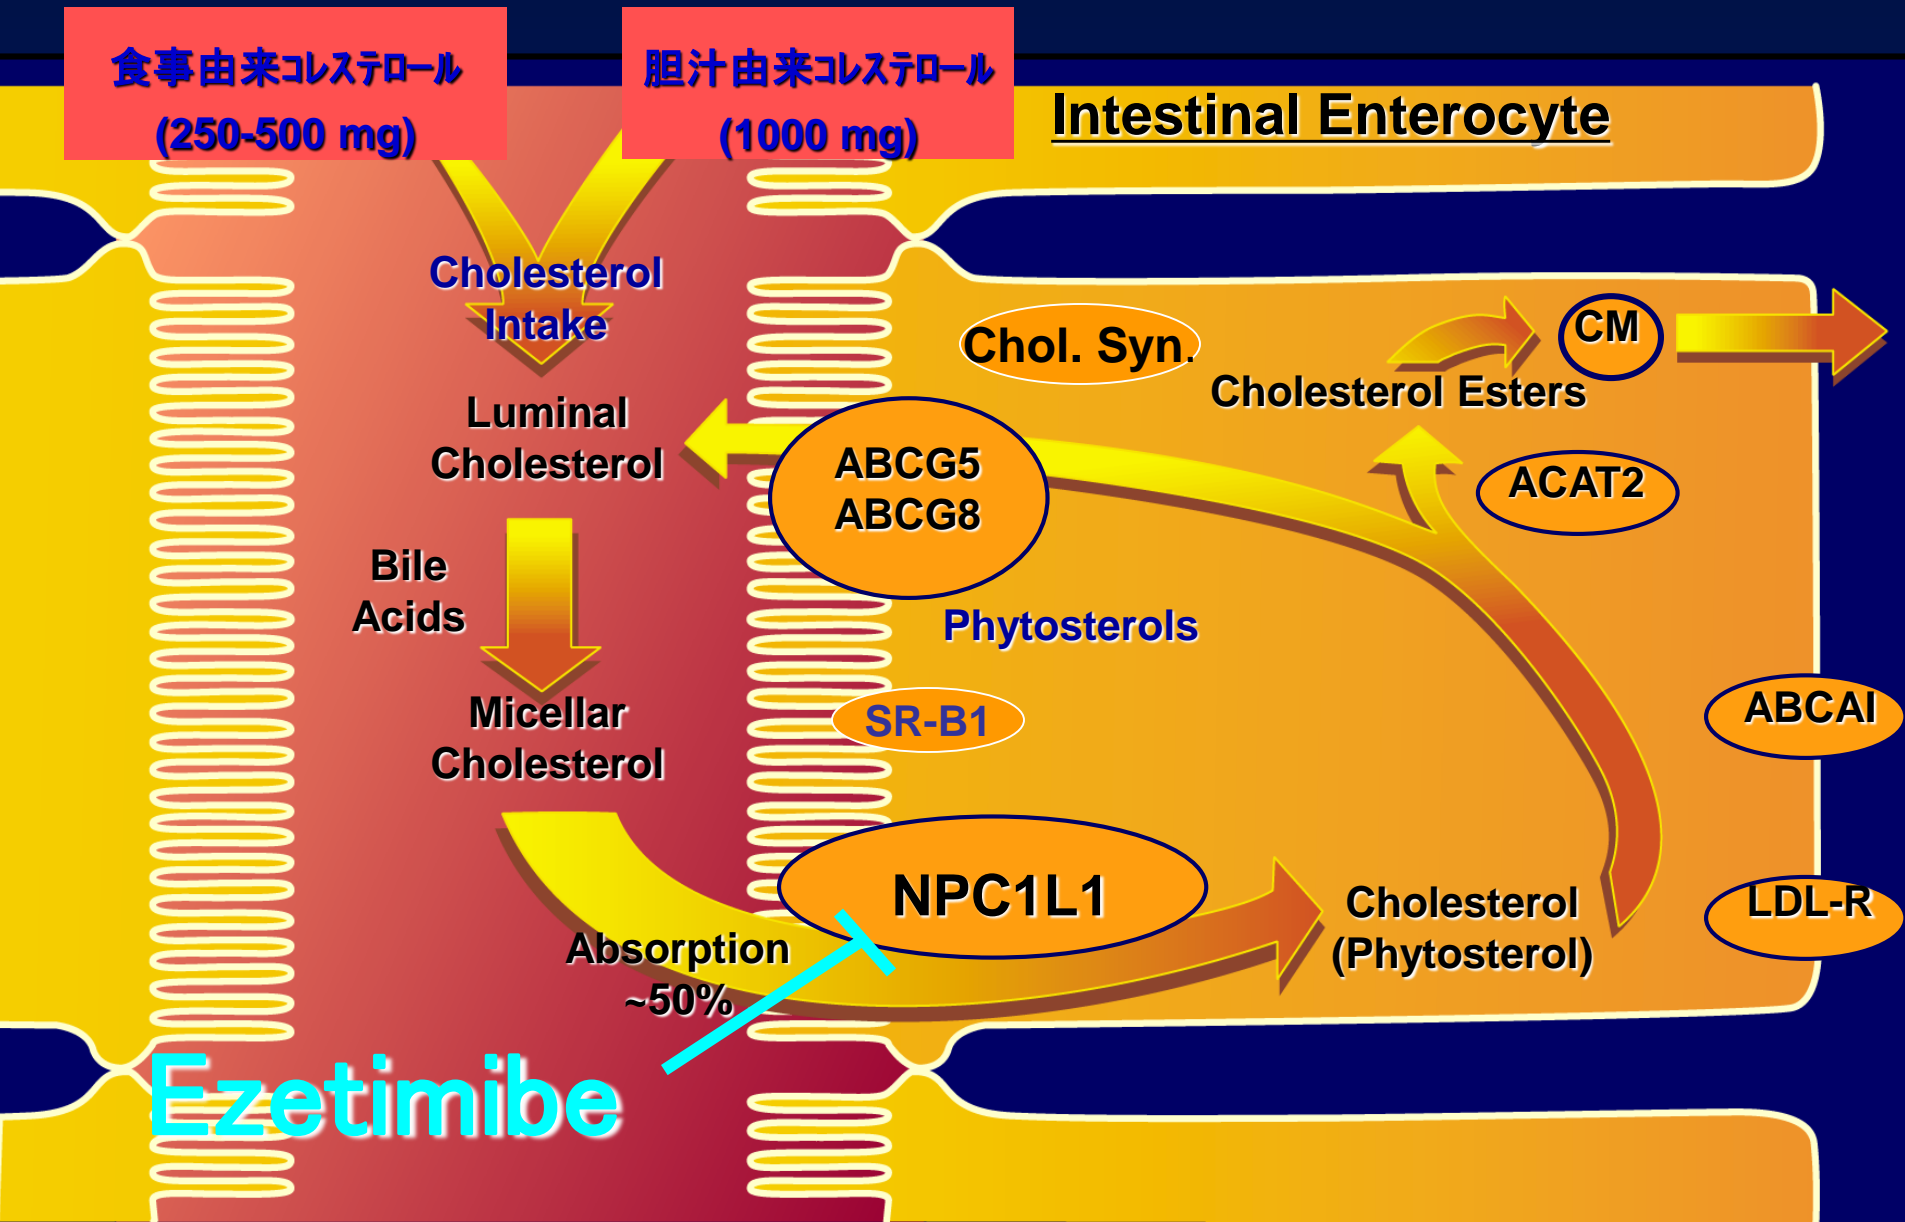 食事由来ｺﾚｽﾃﾛｰﾙ
(250-500 mg)
胆汁由来ｺﾚｽﾃﾛｰﾙ
(1000 mg)
Intestinal Enterocyte
Cholesterol
Intake
Chol. Syn.
CM
Cholesterol Esters
Luminal
Cholesterol
ABCG5
ABCG8
ACAT2
Bile
Acids
Phytosterols
Micellar
Cholesterol
SR-B1
ABCAI
NPC1L1
Cholesterol
(Phytosterol)
LDL-R
Absorption
~50%
Ezetimibe